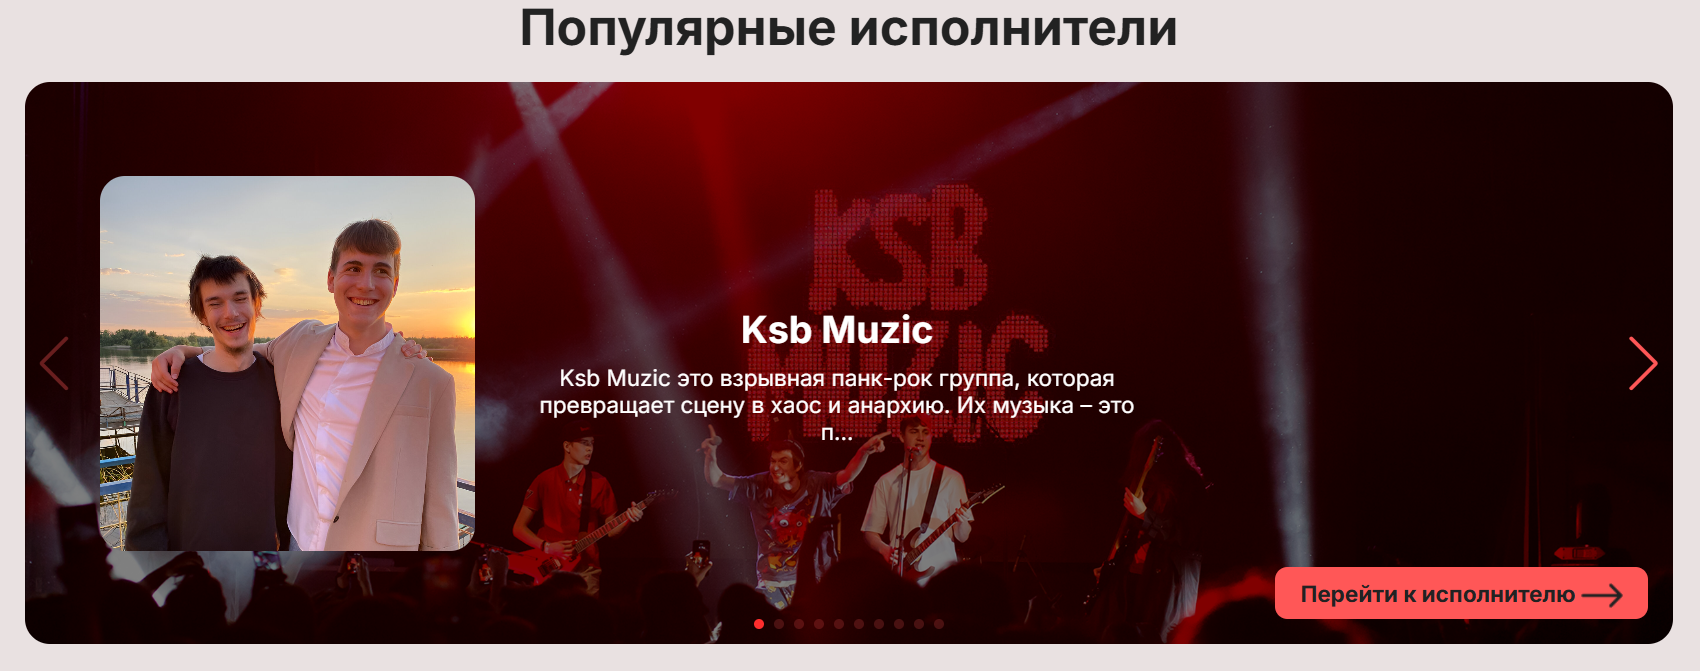 Популярные исполнители
KSB
MUZIC
Ksb Muzic
Ksb Muzic это взрывная панк-рок группа, которая
превращает сцену в хаос и анархию. Их музыка – это
п...
Перейти к исполнителю